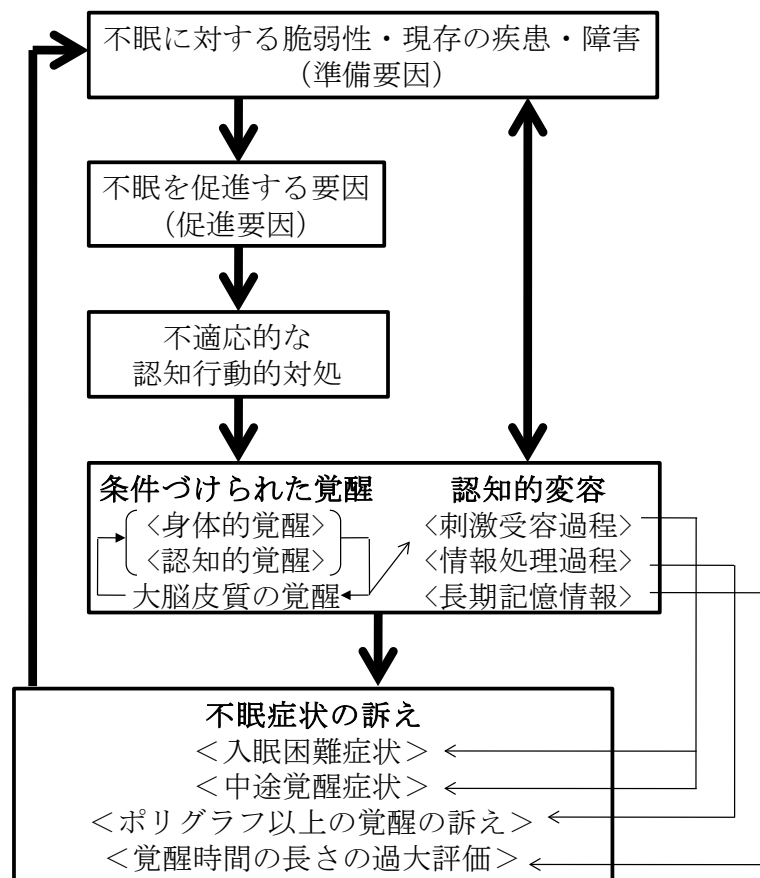 不眠に対する脆弱性・現存の疾患・障害
（準備要因）
不眠を促進する要因
（促進要因）
不適応的な
認知行動的対処
条件づけられた覚醒
〈身体的覚醒〉
〈認知的覚醒〉
大脳皮質の覚醒
認知的変容
〈刺激受容過程〉
〈情報処理過程〉
〈長期記憶情報〉
不眠症状の訴え
＜入眠困難症状＞
＜中途覚醒症状＞
＜ポリグラフ以上の覚醒の訴え＞
＜覚醒時間の長さの過大評価＞